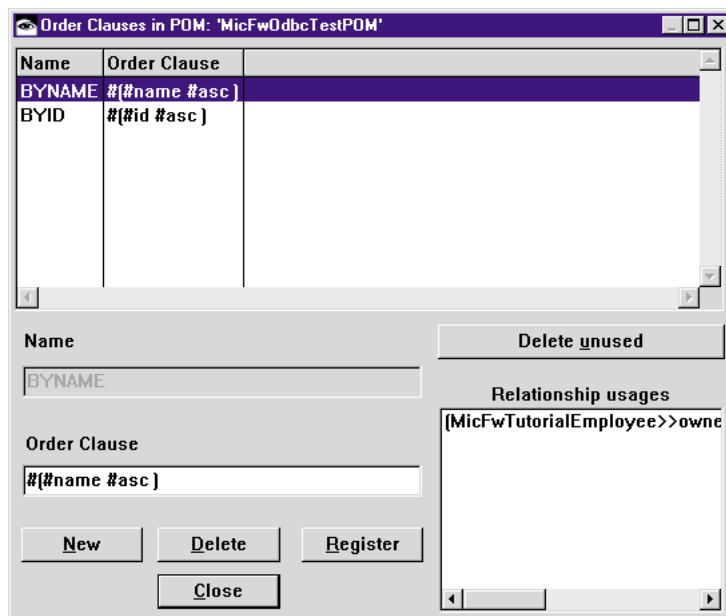 Order Clauses in POM: 'MicFwOdbcTestPOM'
Name Order Clause
BYNAME #(#name #asc )
BYID #(#id #asc )
Name
BYNAME
Order Clause
#(#name #asc )
New Delete Register
Close
Delete unused
Relationship usages
(MicFwTutorialEmployee>>owne